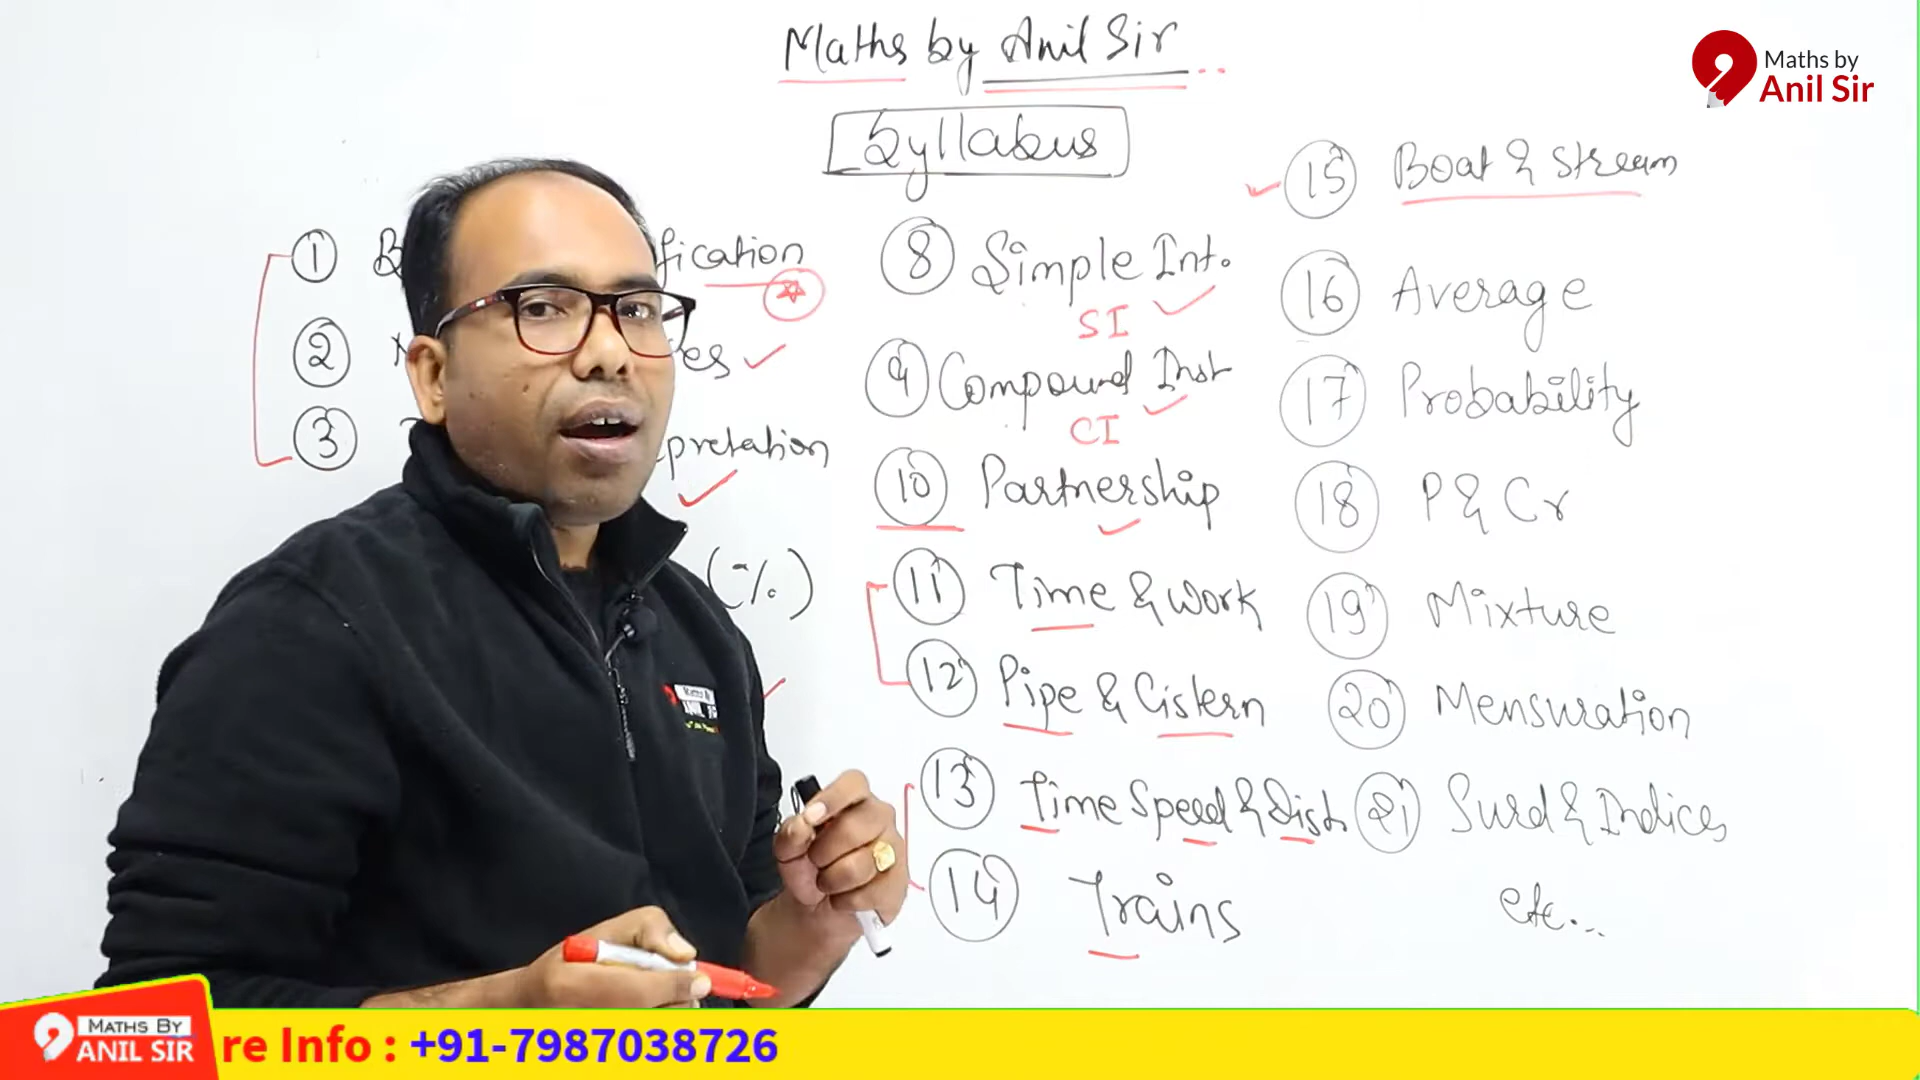 Maths by Anil Sir
Syllabus
Maths by
Anil Sir
1 B fication
2 es
3 pretation
(%)
8 Simple Int.
SI
9 Compound Inst
CI
10 Partnership
11 Time & Work
12 Pipe & Cistern
13 Time Speed & Dist.
14 Trains
15 Boat & Stream
16 Average
17 Probability
18 P & Cr
19 Mixture
20 Mensuration
21 Surd & Indices
etc...
MATHS BY
ANIL SIR
re Info : +91-7987038726